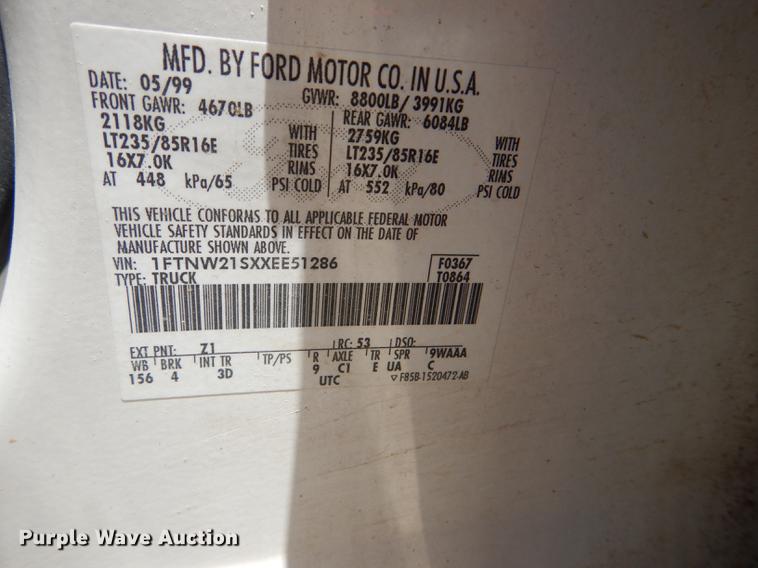 MFD. BY FORD MOTOR CO. IN U.S.A.
DATE: 05/99 GVWR: 8800LB/ 3991KG
FRONT GAWR: 4670LB REAR GAWR: 6084LB
2118KG WITH 2759KG WITH
LT235/85R16E TIRES LT235/85R16E TIRES
16X7.0K RIMS 16X7.0K RIMS
AT 448 kPa/65 PSI COLD AT 552 kPa/80 PSI COLD
THIS VEHICLE CONFORMS TO ALL APPLICABLE FEDERAL MOTOR
VEHICLE SAFETY STANDARDS IN EFFECT ON THE DATE OF
MANUFACTURE SHOWN ABOVE.
VIN: 1FTNW21SXXEE51286 F0367
TYPE: TRUCK T0864
EXT PNT: Z1 RC: 53 DSO:
WB BRK INT TR TP/PS R AXLE TR SPR 9WAAA
156 4 3D 9 C1 E UA C
UTC F85B-1520472-AB
Purple Wave Auction